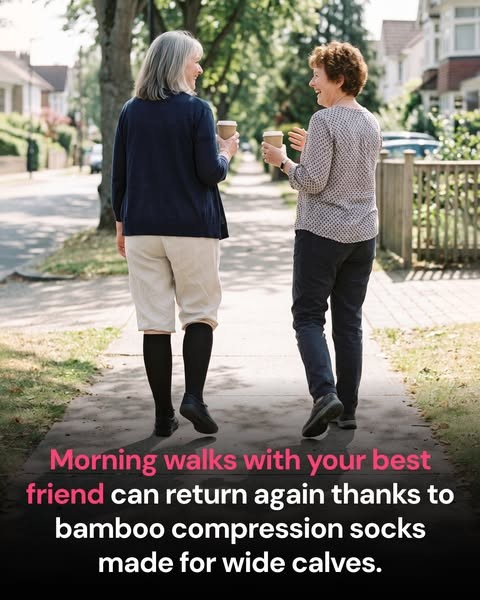 Morning walks with your best
friend can return again thanks to
bamboo compression socks
made for wide calves.